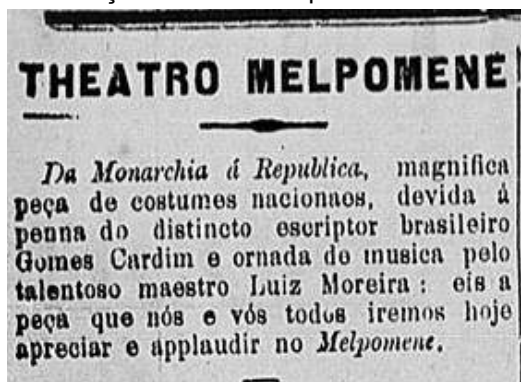 THEATRO MELPOMENE
Da Monarchia á Republica, magnifica
peça de costumes nacionaes, devida á
penna do distincto escriptor brasileiro
Gomes Cardim e ornada de musica pelo
talentoso maestro Luiz Moreira : eis a
peça que nós e vós todos iremos hoje
apreciar e applaudir no Melpomene.